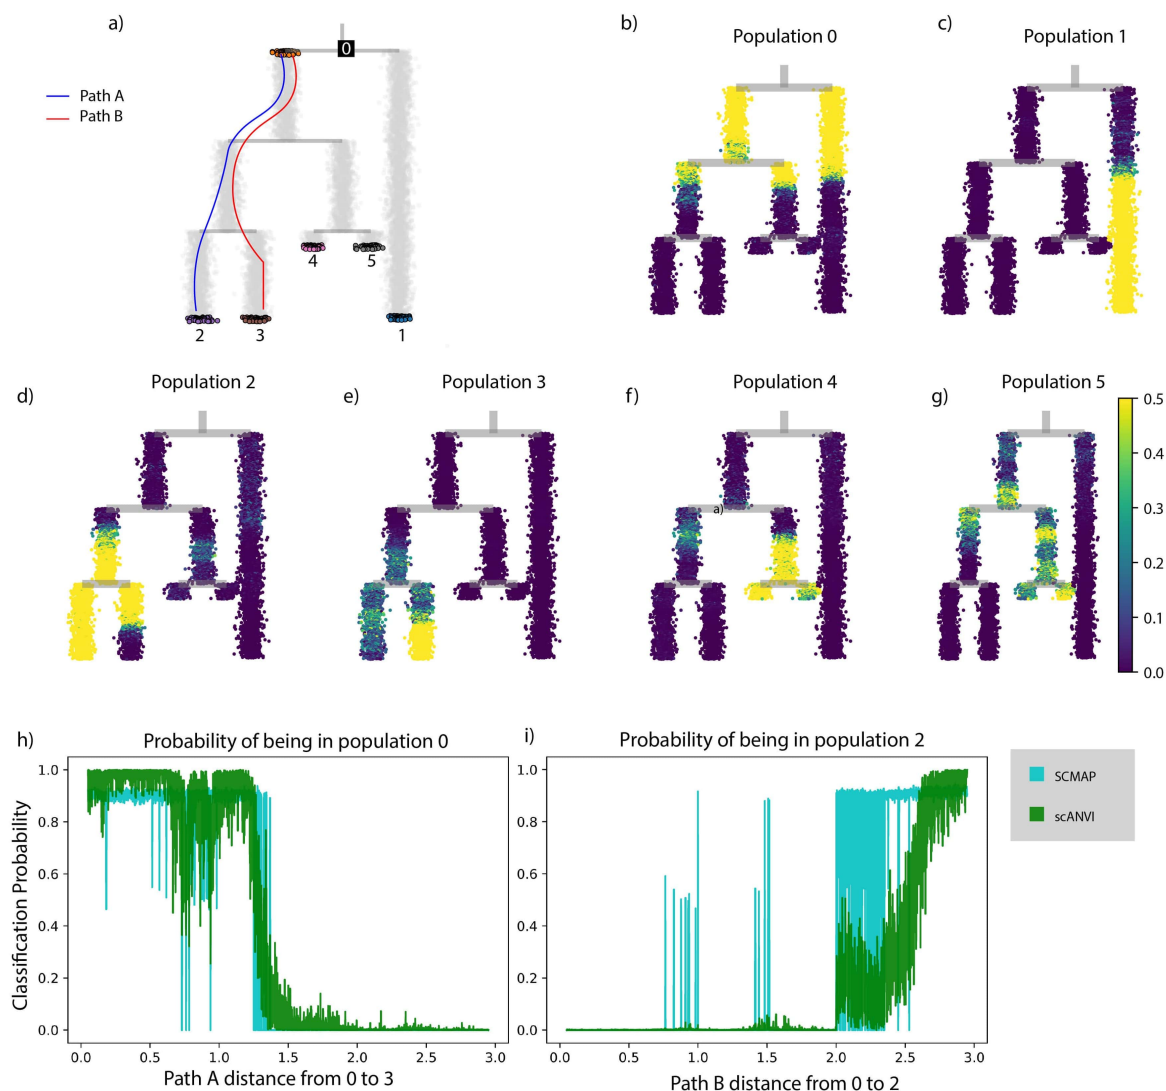 a)
0
Path A
Path B
4
5
2
3
1
b)
Population 0
c)
Population 1
d)
Population 2
e)
Population 3
f)
Population 4
a)
g)
Population 5
0.5
0.4
0.3
0.2
0.1
0.0
h)
Probability of being in population 0
Classification Probability
1.0
0.8
0.6
0.4
0.2
0.0
0.0
0.5
1.0
1.5
2.0
2.5
3.0
Path A distance from 0 to 3
i)
Probability of being in population 2
1.0
0.8
0.6
0.4
0.2
0.0
0.0
0.5
1.0
1.5
2.0
2.5
3.0
Path B distance from 0 to 2
SCMAP
scANVI